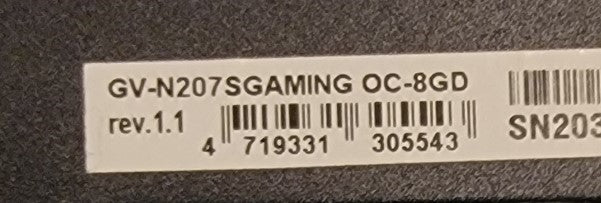 GV-N207SGAMING OC-8GD
rev.1.1
4 719331 305543
SN203